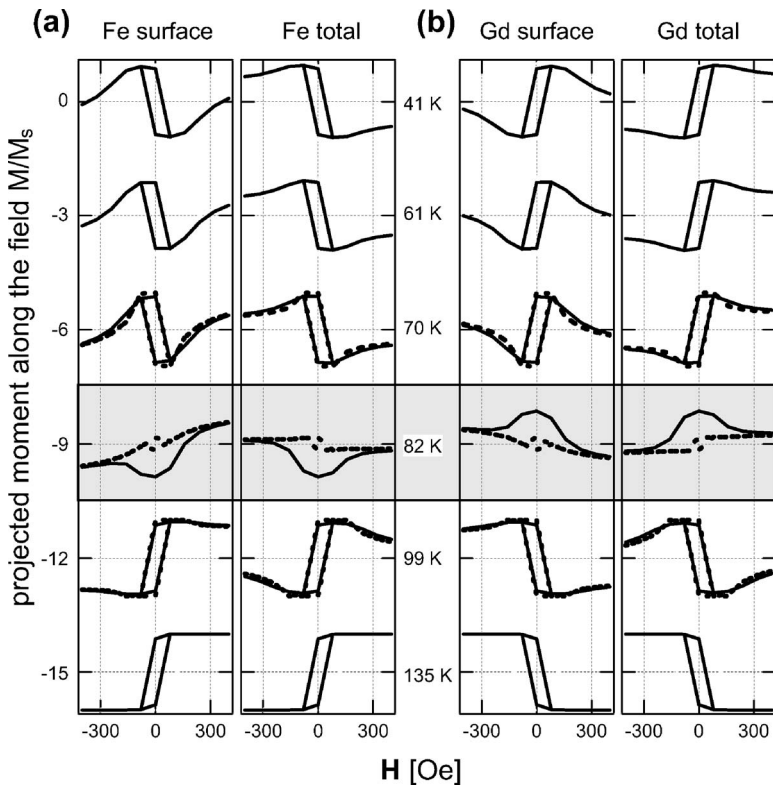 (a) Fe surface Fe total (b) Gd surface Gd total
projected moment along the field M/Ms
0 41 K
-3 61 K
-6 70 K
-9 82 K
-12 99 K
-15 135 K
-300 0 300 -300 0 300 -300 0 300 -300 0 300
H [Oe]